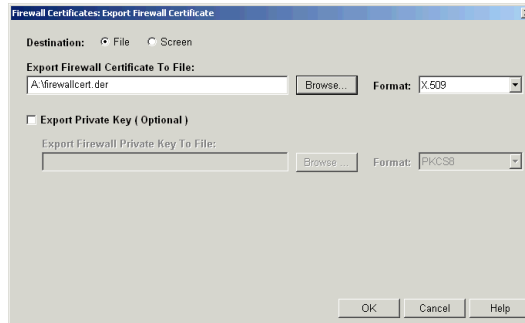 Firewall Certificates: Export Firewall Certificate
Destination: File Screen
Export Firewall Certificate To File:
A:\firewallcert.der Browse... Format: X.509
Export Private Key ( Optional )
Export Firewall Private Key To File:
Browse ... Format: PKCS8
OK Cancel Help